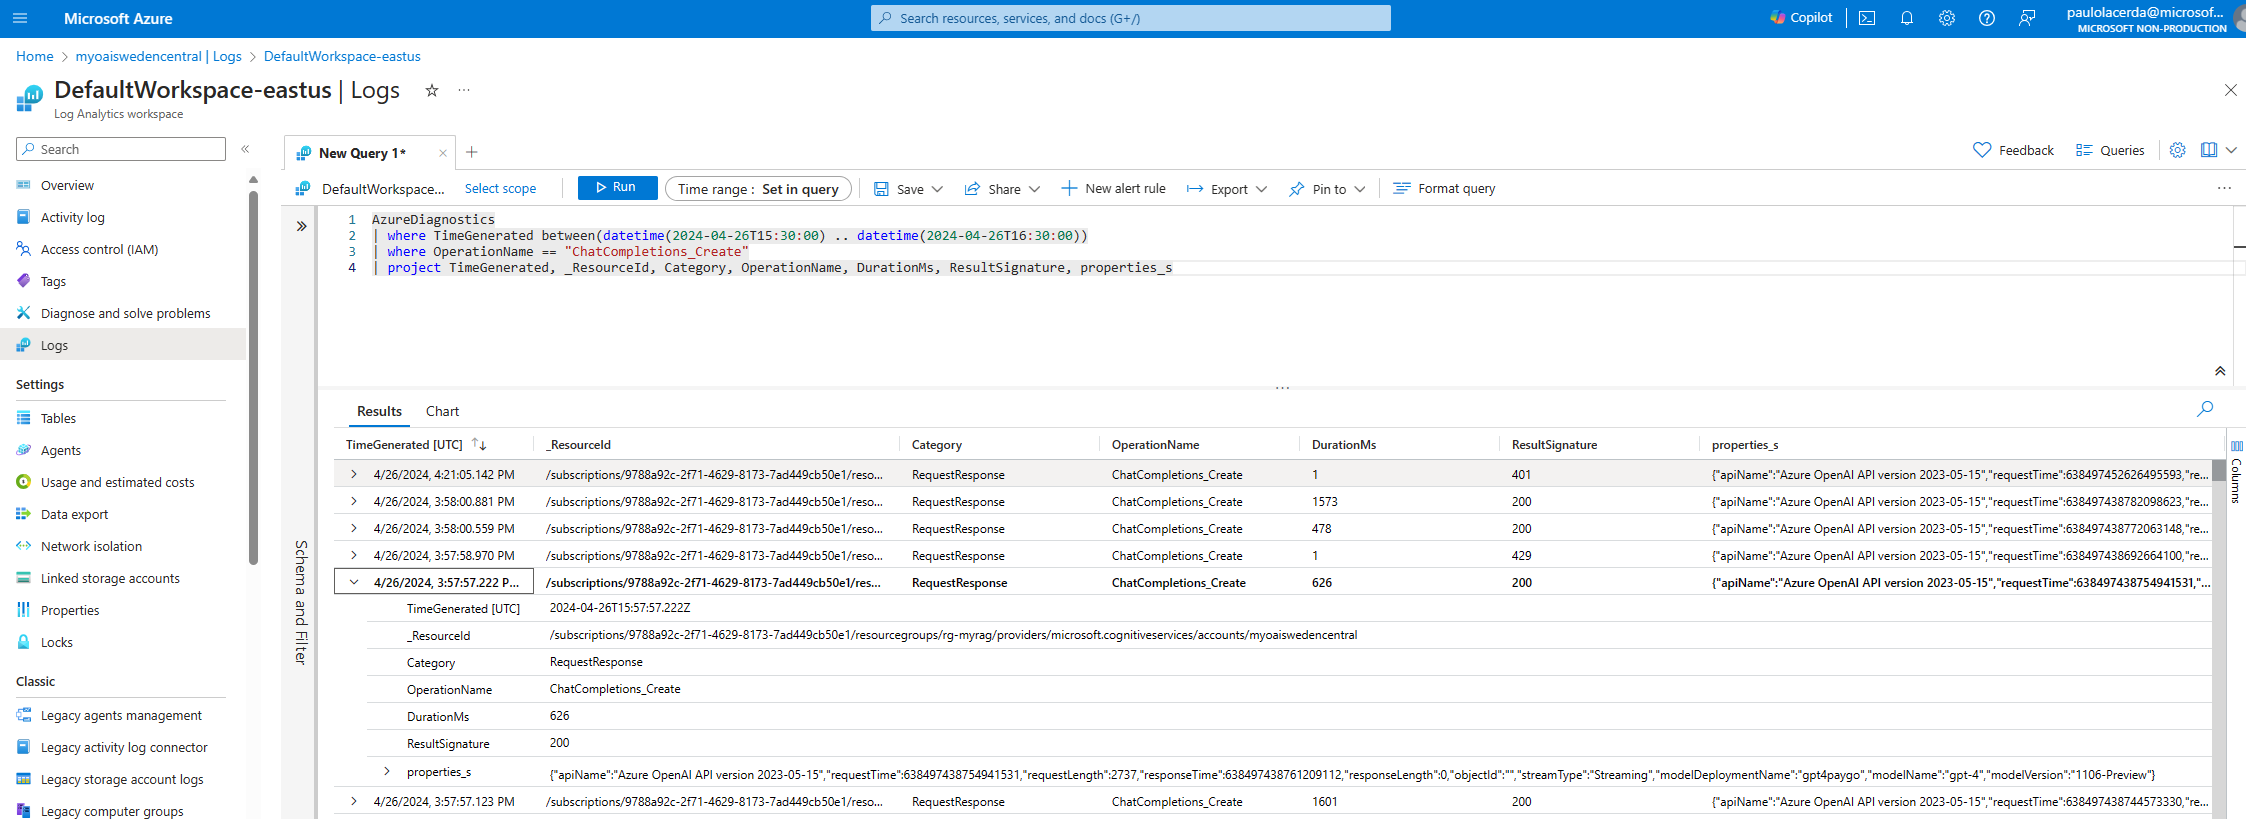 Microsoft Azure
Search resources, services, and docs (G+/)
Copilot
paulolacerda@microsof...
MICROSOFT NON-PRODUCTION
Home > myoaiswedencentral | Logs > DefaultWorkspace-eastus
DefaultWorkspace-eastus | Logs
Log Analytics workspace
Search
Overview
Activity log
Access control (IAM)
Tags
Diagnose and solve problems
Logs
Settings
Tables
Agents
Usage and estimated costs
Data export
Network isolation
Linked storage accounts
Properties
Locks
Classic
Legacy agents management
Legacy activity log connector
Legacy storage account logs
Legacy computer groups
New Query 1*
Feedback
Queries
DefaultWorkspace...
Select scope
Run
Time range : Set in query
Save
Share
New alert rule
Export
Pin to
Format query
Schema and Filter
1 AzureDiagnostics
2 | where TimeGenerated between(datetime(2024-04-26T15:30:00) .. datetime(2024-04-26T16:30:00))
3 | where OperationName == "ChatCompletions_Create"
4 | project TimeGenerated, _ResourceId, Category, OperationName, DurationMs, ResultSignature, properties_s
Results Chart
TimeGenerated [UTC] _ResourceId Category OperationName DurationMs ResultSignature properties_s
4/26/2024, 4:21:05.142 PM /subscriptions/9788a92c-2f71-4629-8173-7ad449cb50e1/reso... RequestResponse ChatCompletions_Create 1 401 {"apiName":"Azure OpenAI API version 2023-05-15","requestTime":638497452626495593,"re...
4/26/2024, 3:58:00.881 PM /subscriptions/9788a92c-2f71-4629-8173-7ad449cb50e1/reso... RequestResponse ChatCompletions_Create 1573 200 {"apiName":"Azure OpenAI API version 2023-05-15","requestTime":638497438782098623,"re...
4/26/2024, 3:58:00.559 PM /subscriptions/9788a92c-2f71-4629-8173-7ad449cb50e1/reso... RequestResponse ChatCompletions_Create 478 200 {"apiName":"Azure OpenAI API version 2023-05-15","requestTime":638497438772063148,"re...
4/26/2024, 3:57:58.970 PM /subscriptions/9788a92c-2f71-4629-8173-7ad449cb50e1/reso... RequestResponse ChatCompletions_Create 1 429 {"apiName":"Azure OpenAI API version 2023-05-15","requestTime":638497438692664100,"re...
4/26/2024, 3:57:57.222 P... /subscriptions/9788a92c-2f71-4629-8173-7ad449cb50e1/res... RequestResponse ChatCompletions_Create 626 200 {"apiName":"Azure OpenAI API version 2023-05-15","requestTime":638497438754941531,"...
TimeGenerated [UTC] 2024-04-26T15:57:57.222Z
_ResourceId /subscriptions/9788a92c-2f71-4629-8173-7ad449cb50e1/resourcegroups/rg-myrag/providers/microsoft.cognitiveservices/accounts/myoaiswedencentral
Category RequestResponse
OperationName ChatCompletions_Create
DurationMs 626
ResultSignature 200
properties_s {"apiName":"Azure OpenAI API version 2023-05-15","requestTime":638497438754941531,"requestLength":2737,"responseTime":638497438761209112,"responseLength":0,"objectId":"","streamType":"Streaming","modelDeploymentName":"gpt4paygo","modelName":"gpt-4","modelVersion":"1106-Preview"}
4/26/2024, 3:57:57.123 PM /subscriptions/9788a92c-2f71-4629-8173-7ad449cb50e1/reso... RequestResponse ChatCompletions_Create 1601 200 {"apiName":"Azure OpenAI API version 2023-05-15","requestTime":638497438744573330,"re...
Columns